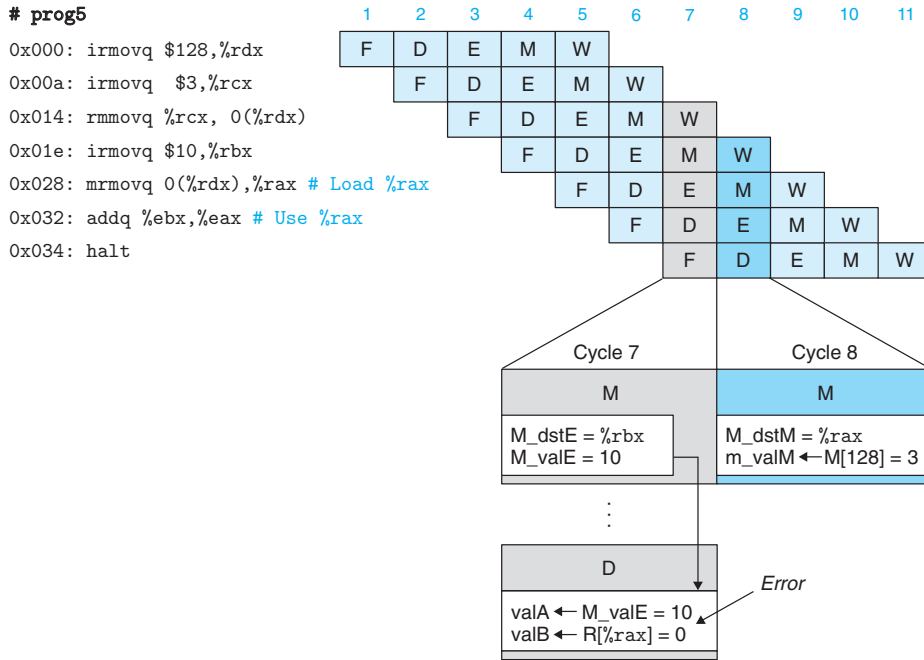 # prog5
1 2 3 4 5 6 7 8 9 10 11
0x000: irmovq $128,%rdx F D E M W
0x00a: irmovq $3,%rcx F D E M W
0x014: rmmovq %rcx, 0(%rdx) F D E M W
0x01e: irmovq $10,%rbx F D E M W
0x028: mrmovq 0(%rdx),%rax # Load %rax F D E M W
0x032: addq %ebx,%eax # Use %rax F D E M W
0x034: halt F D E M W
Cycle 7 Cycle 8
M M
M_dstE = %rbx M_dstM = %rax
M_valE = 10 m_valM ← M[128] = 3
⋮
D
Error
valA ← M_valE = 10
valB ← R[%rax] = 0